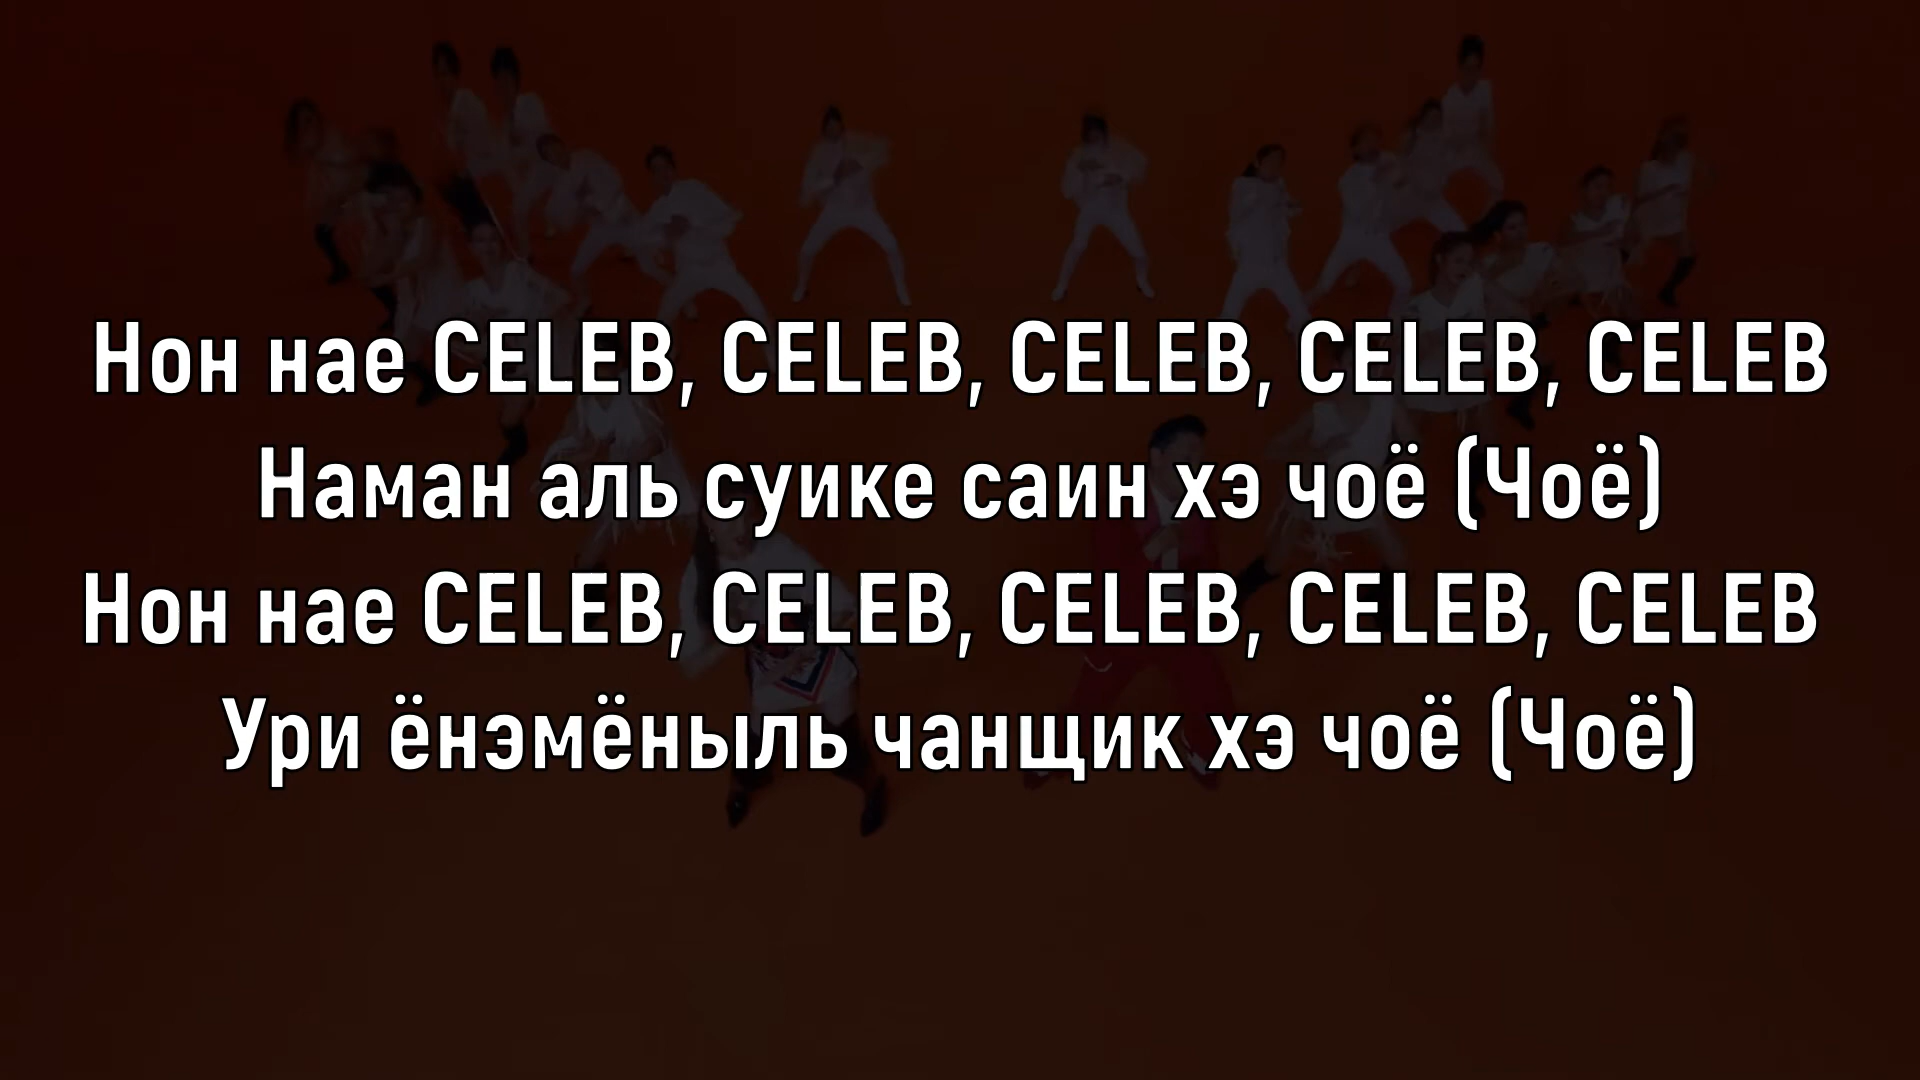 Нон нае CELEB, CELEB, CELEB, CELEB, CELEB
Наман аль суике саин хэ чоё (Чоё)
Нон нае CELEB, CELEB, CELEB, CELEB, CELEB
Ури ёнэмёныль чанщик хэ чоё (Чоё)